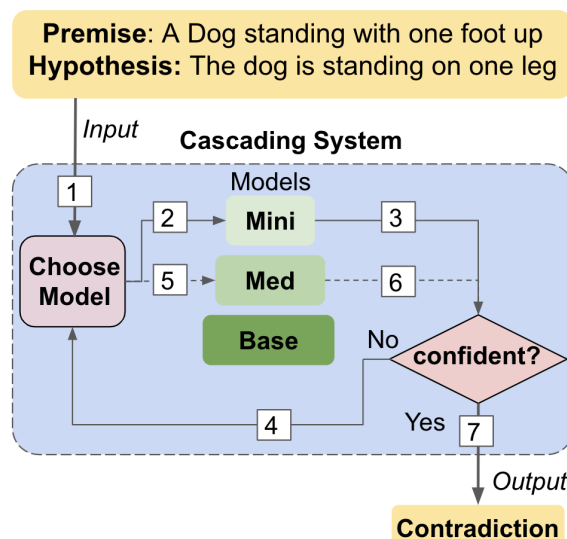 Premise: A Dog standing with one foot up
Hypothesis: The dog is standing on one leg
Input
Cascading System
1
Models
2
Mini
3
Choose
Model
5
Med
6
Base
No
confident?
4
Yes
7
Output
Contradiction